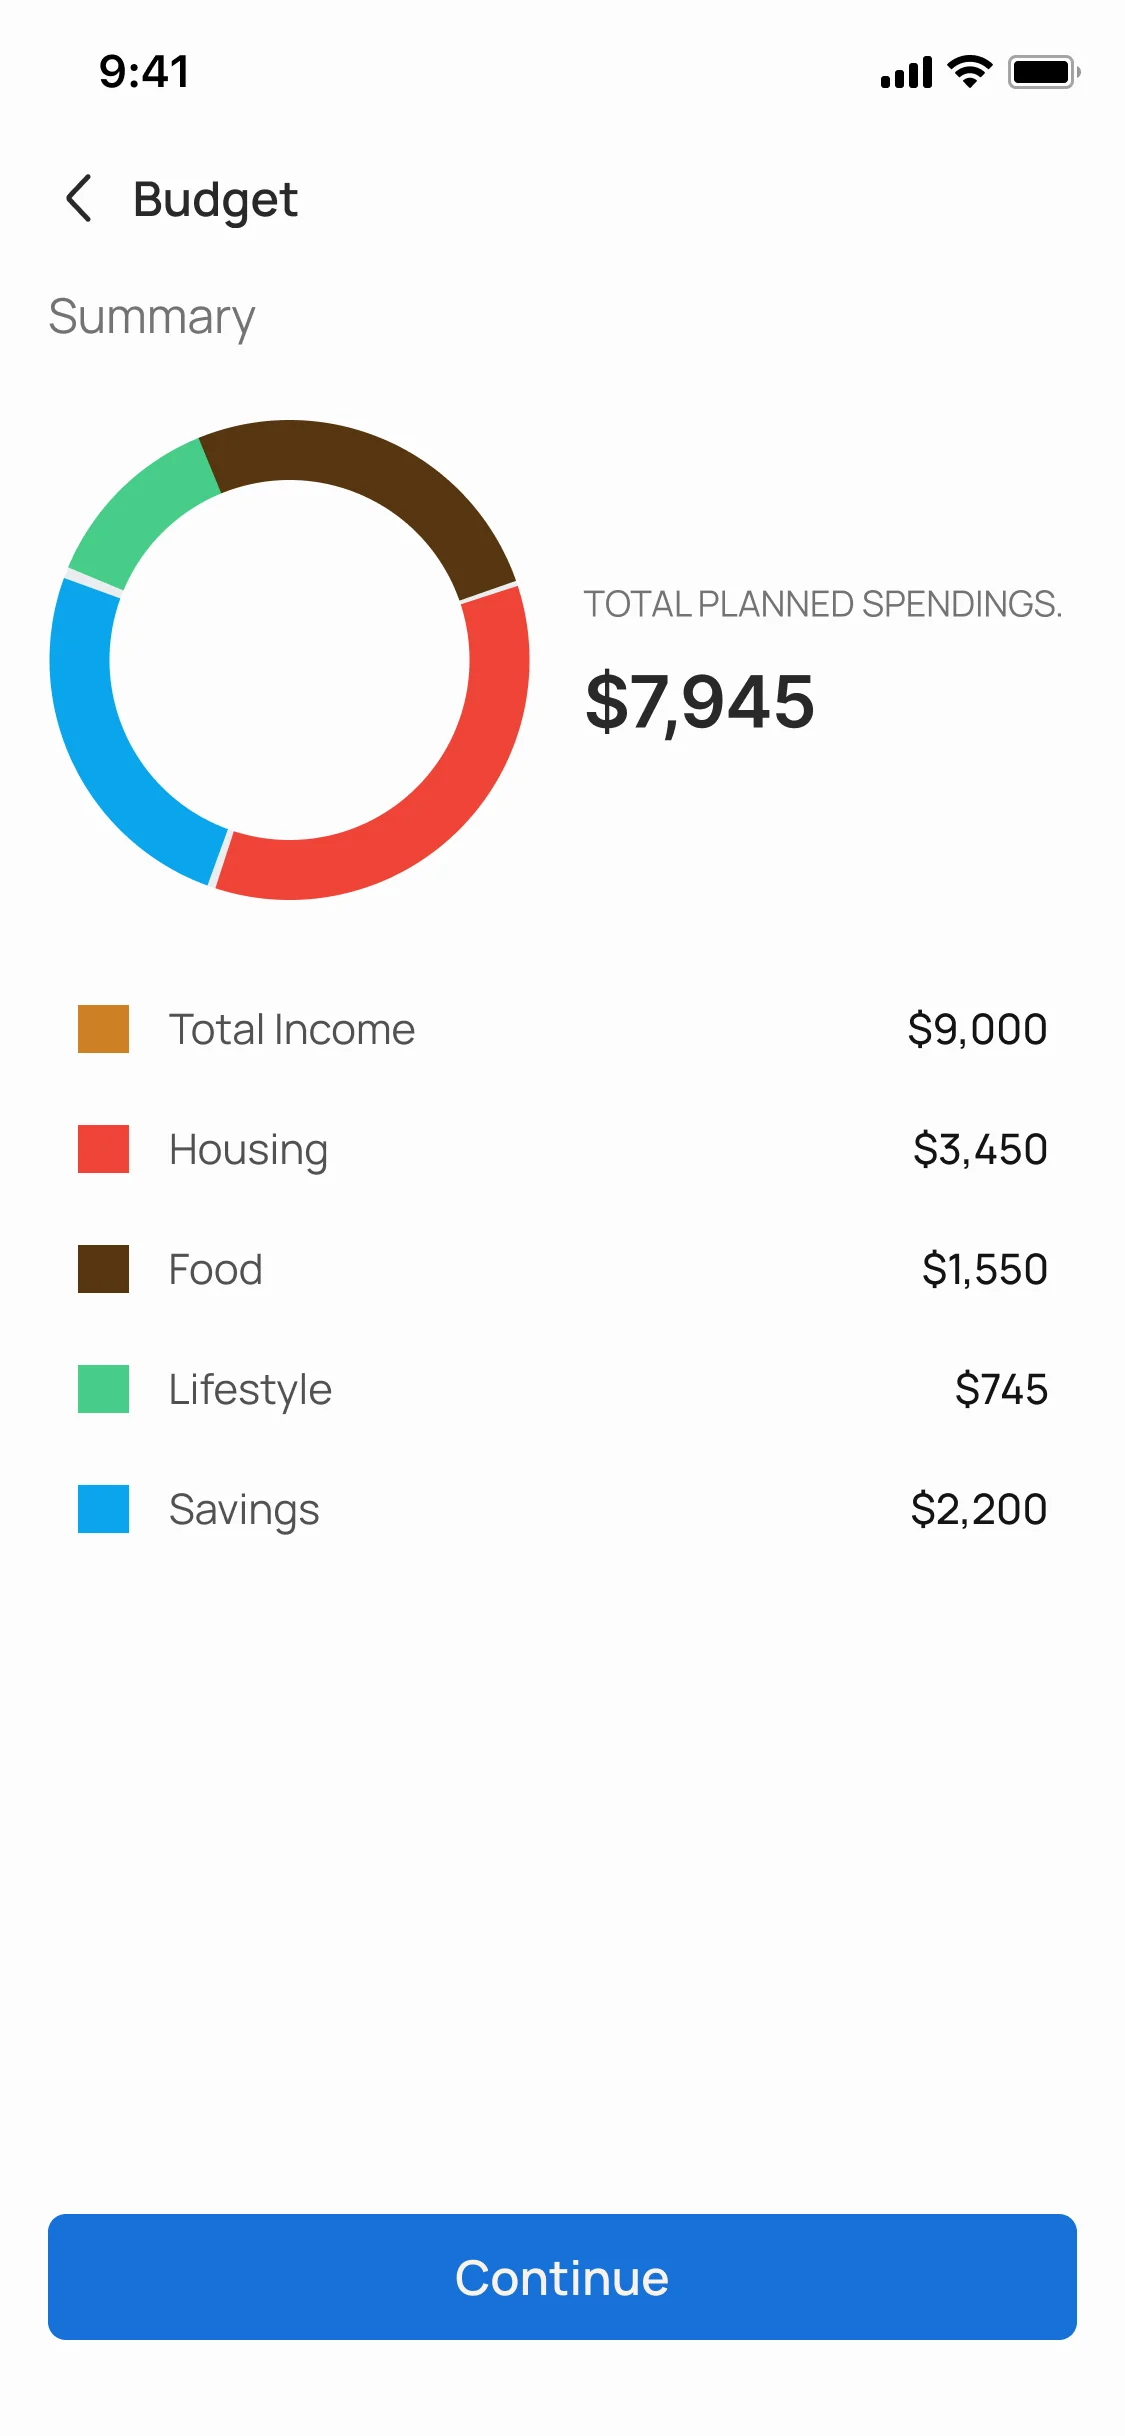 9:41
Budget
Summary
TOTAL PLANNED SPENDINGS.
$7,945
Total Income $9,000
Housing $3,450
Food $1,550
Lifestyle $745
Savings $2,200
Continue